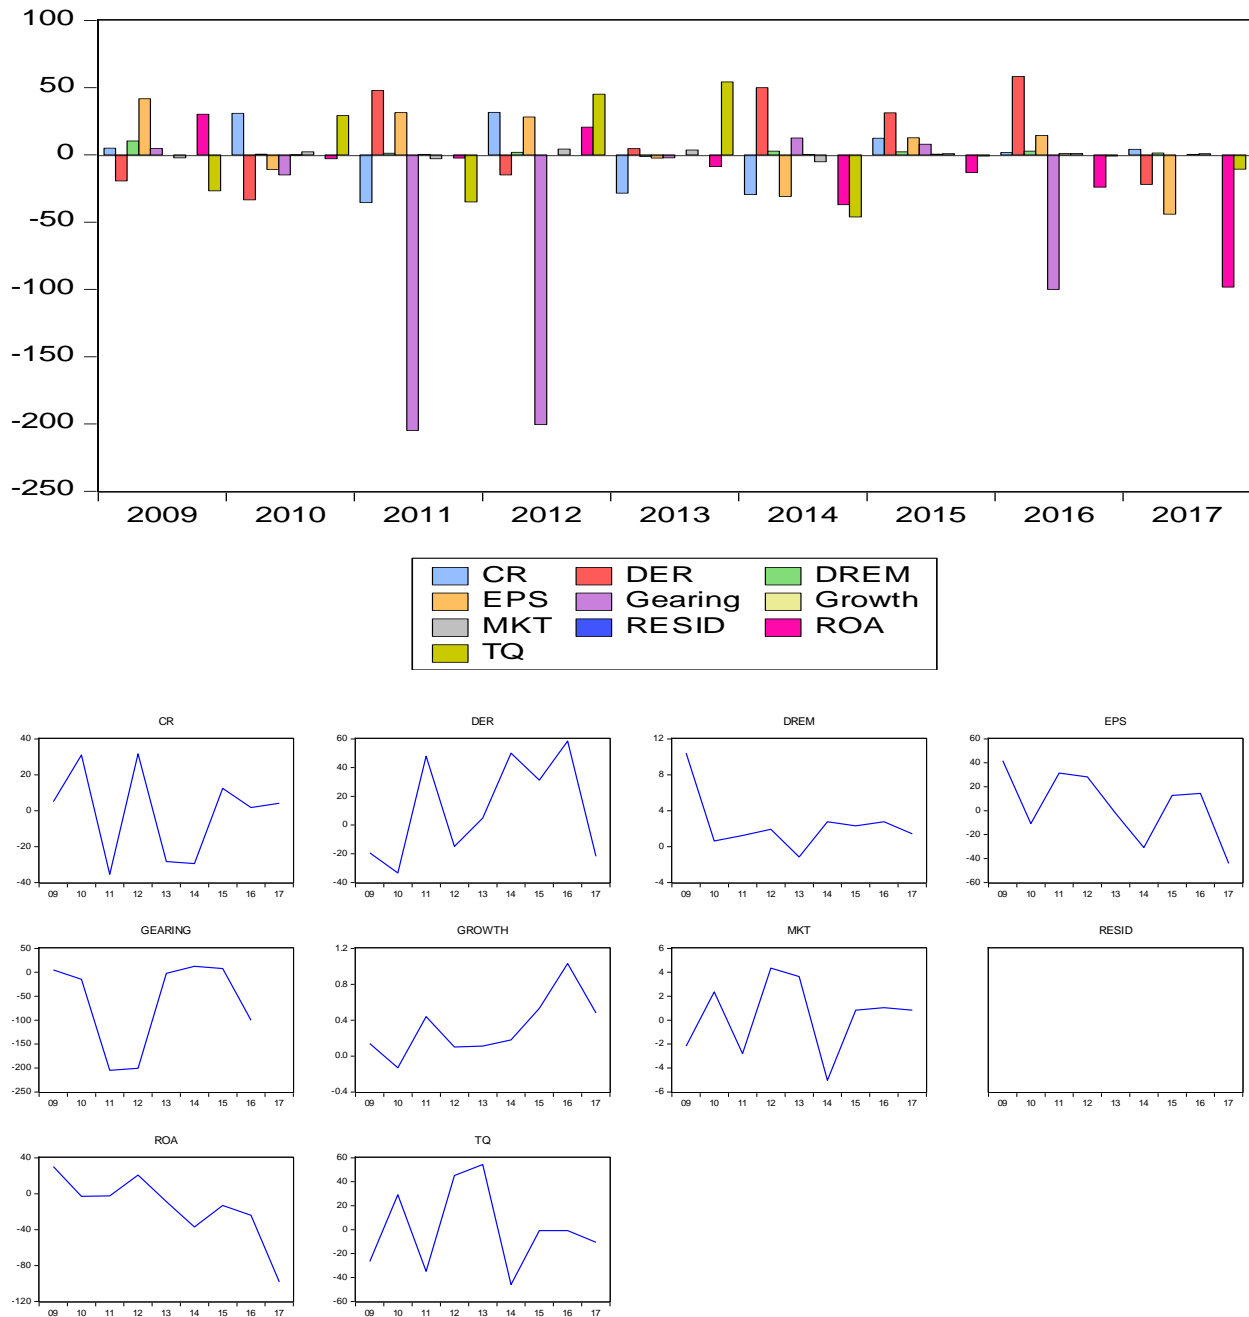 100
50
0
-50
-100
-150
-200
-250
2009 2010 2011 2012 2013 2014 2015 2016 2017
CR DER DREM
EPS Gearing Growth
MKT RESID ROA
TQ
CR
40
20
0
-20
-40
09 10 11 12 13 14 15 16 17
DER
60
40
20
0
-20
-40
09 10 11 12 13 14 15 16 17
DREM
12
8
4
0
-4
09 10 11 12 13 14 15 16 17
EPS
60
40
20
0
-20
-40
-60
09 10 11 12 13 14 15 16 17
GEARING
50
0
-50
-100
-150
-200
-250
09 10 11 12 13 14 15 16 17
GROWTH
1.2
0.8
0.4
0.0
-0.4
09 10 11 12 13 14 15 16 17
MKT
6
4
2
0
-2
-4
-6
09 10 11 12 13 14 15 16 17
RESID
09 10 11 12 13 14 15 16 17
ROA
40
0
-40
-80
-120
09 10 11 12 13 14 15 16 17
TQ
60
40
20
0
-20
-40
-60
09 10 11 12 13 14 15 16 17